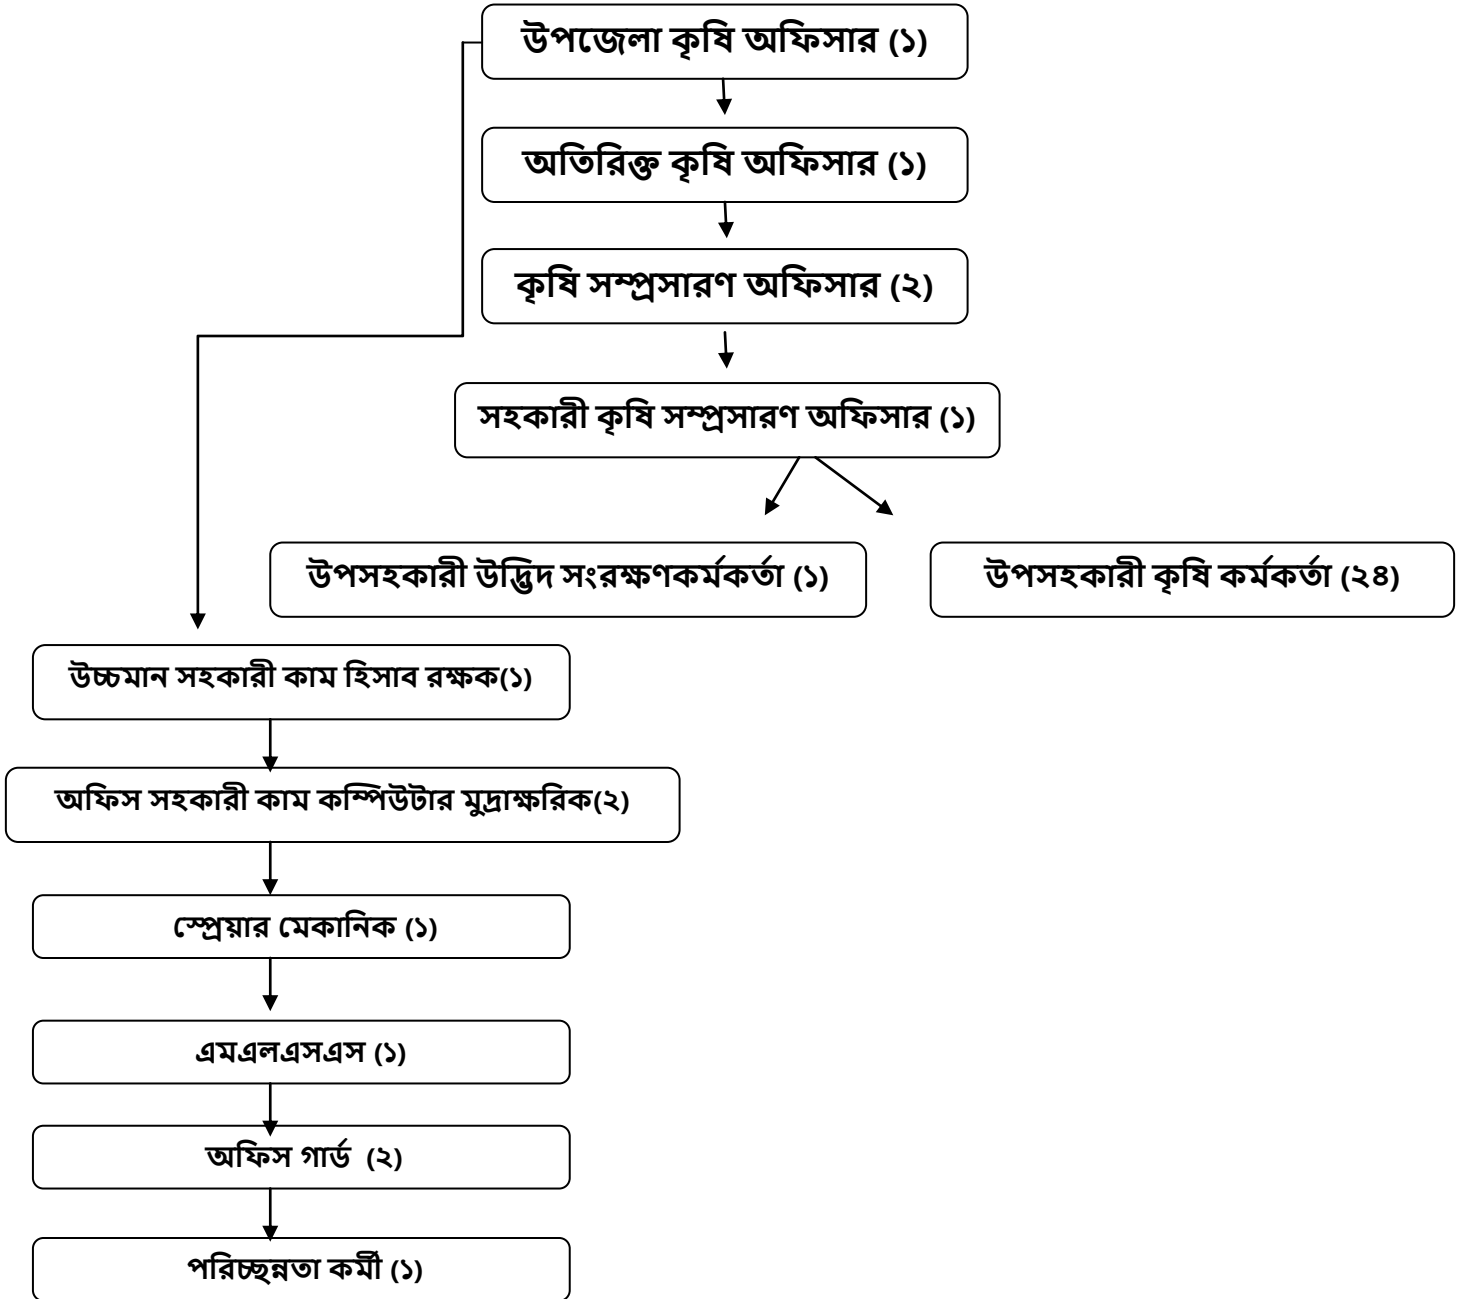 উপজেলা কৃষি অফিসার (১)
অতিরিক্ত কৃষি অফিসার (১)
কৃষি সম্প্রসারণ অফিসার (২)
সহকারী কৃষি সম্প্রসারণ অফিসার (১)
উপসহকারী উদ্ভিদ সংরক্ষণকর্মকর্তা (১)
উপসহকারী কৃষি কর্মকর্তা (২৪)
উচ্চমান সহকারী কাম হিসাব রক্ষক(১)
অফিস সহকারী কাম কম্পিউটার মুদ্রাক্ষরিক(২)
স্প্রেয়ার মেকানিক (১)
এমএলএসএস (১)
অফিস গার্ড (২)
পরিচ্ছন্নতা কর্মী (১)